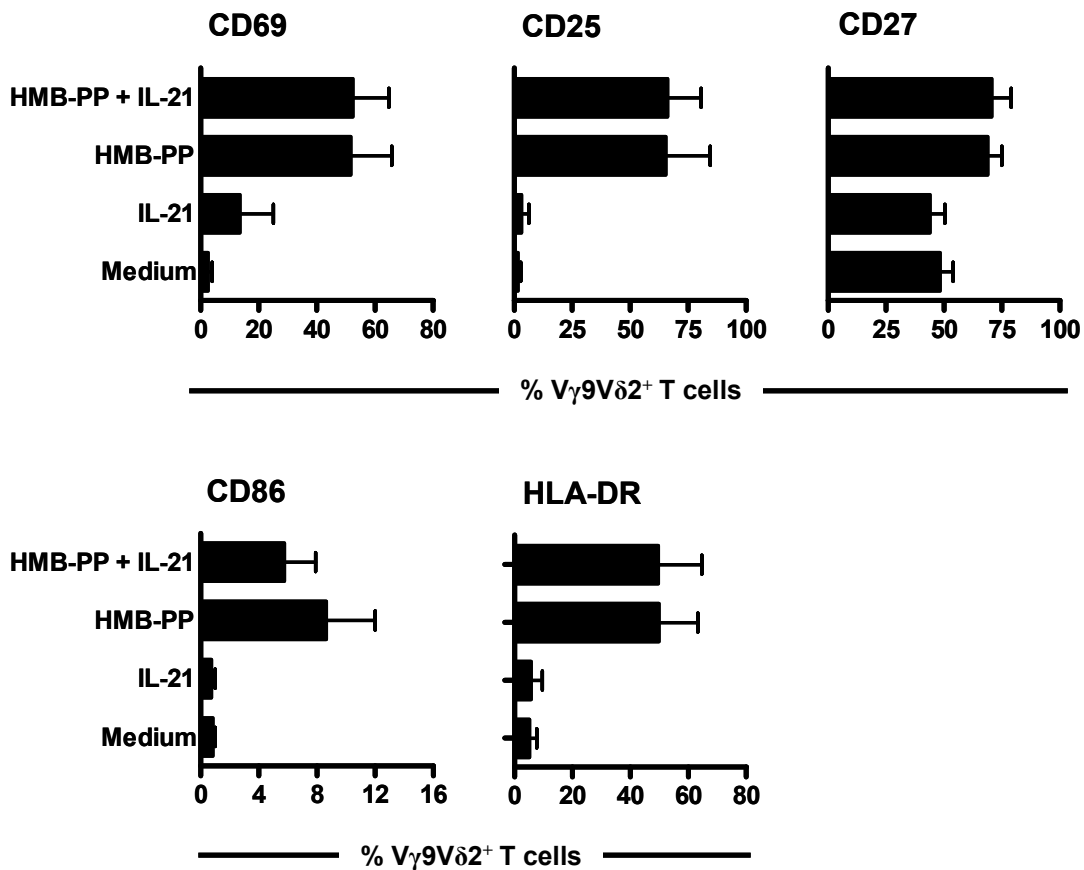 CD69 CD25 CD27
HMB-PP + IL-21
HMB-PP
IL-21
Medium
0 20 40 60 80 0 25 50 75 100 0 25 50 75 100
% Vγ9Vδ2⁺ T cells
CD86 HLA-DR
HMB-PP + IL-21
HMB-PP
IL-21
Medium
0 4 8 12 16 0 20 40 60 80
% Vγ9Vδ2⁺ T cells